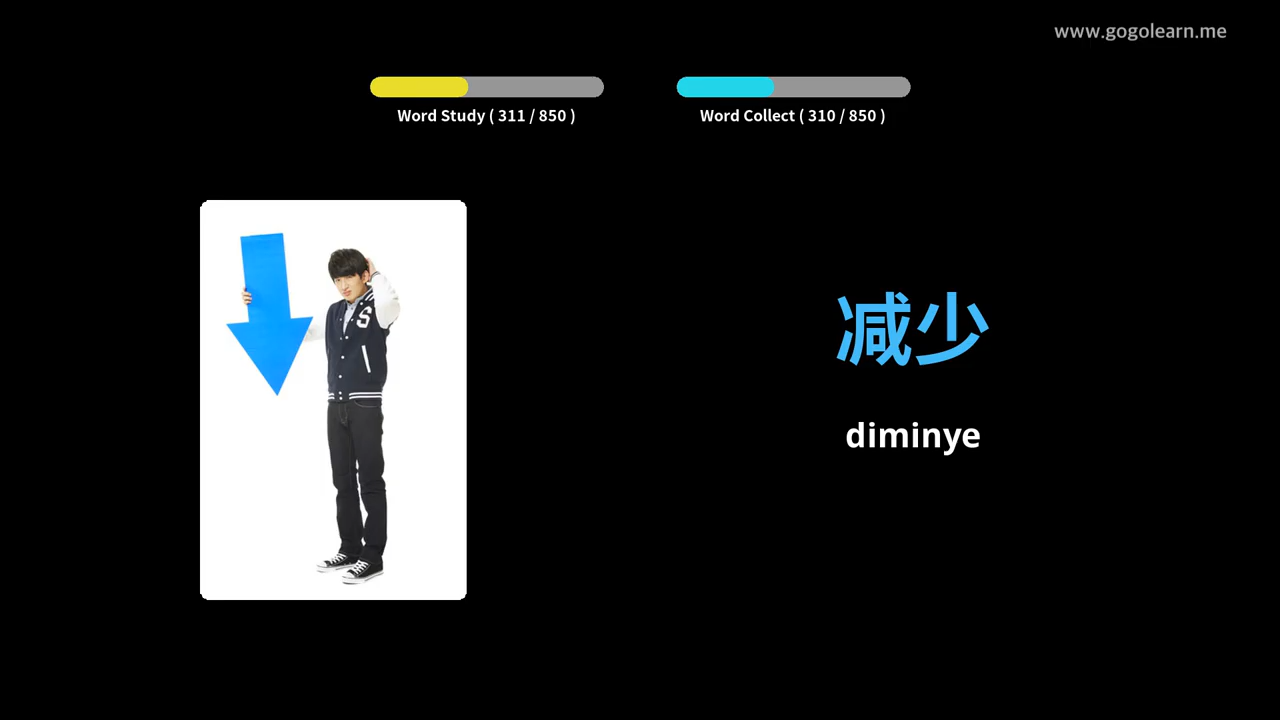 www.gogolearn.me
Word Study ( 311 / 850 )
Word Collect ( 310 / 850 )
S
减少
diminye